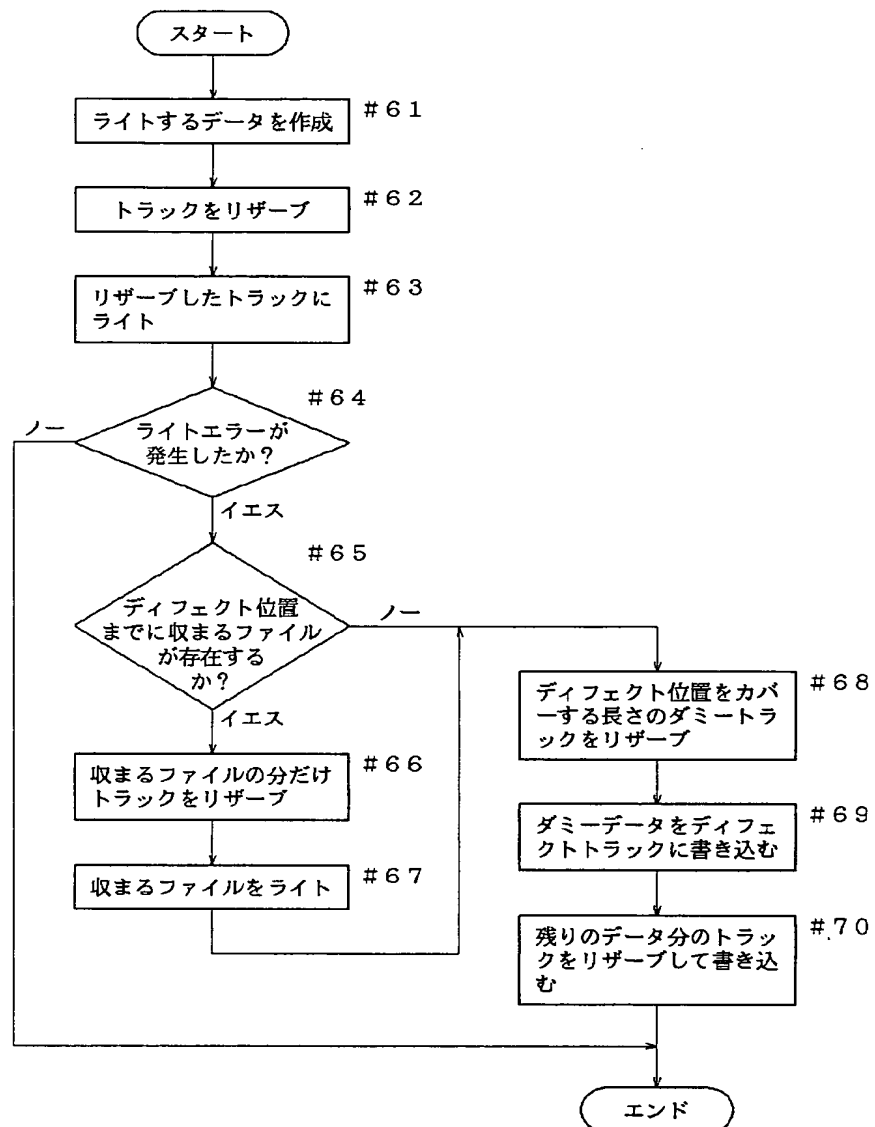 スタート
ライトするデータを作成
#61
トラックをリザーブ
#62
リザーブしたトラックに
ライト
#63
#64
ライトエラーが
発生したか?
ノー
イエス
#65
ディフェクト位置
までに収まるファイル
が存在する
か?
ノー
イエス
収まるファイルの分だけ
トラックをリザーブ
#66
収まるファイルをライト
#67
ディフェクト位置をカバ
ーする長さのダミートラ
ックをリザーブ
#68
ダミーデータをディフェ
クトトラックに書き込む
#69
残りのデータ分のトラッ
クをリザーブして書き込
む
#70
エンド